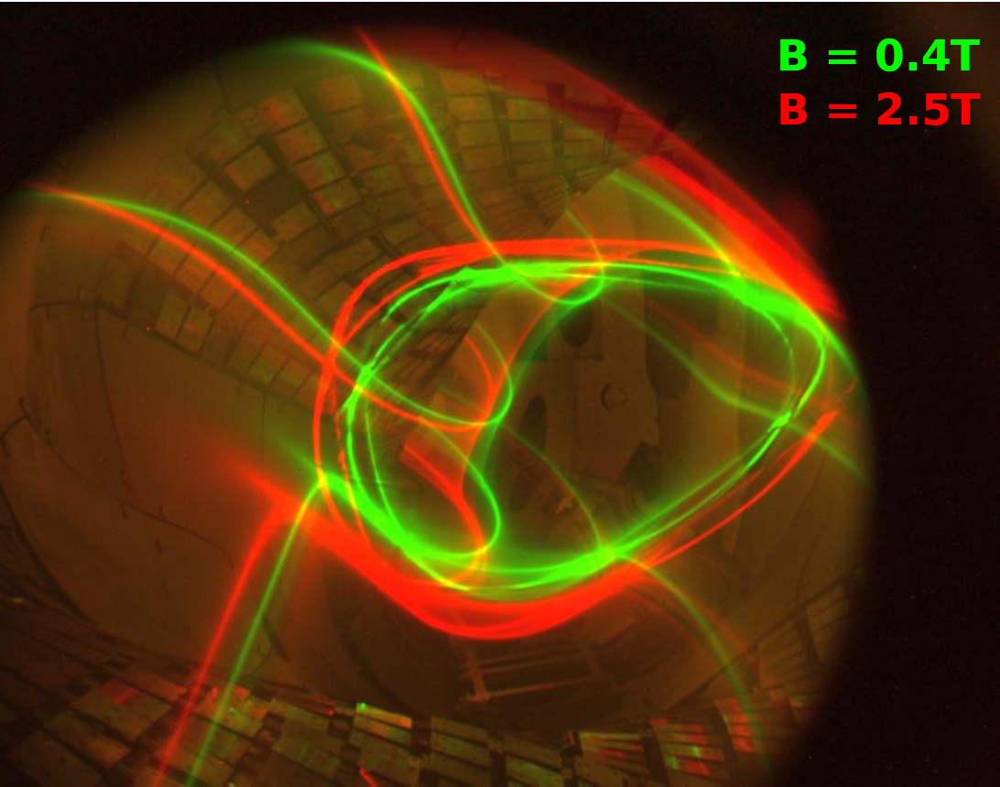 B = 0.4T
B = 2.5T